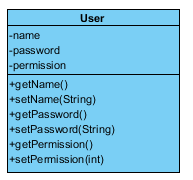 User
-name
-password
-permission
+getName()
+setName(String)
+getPassword()
+setPassword(String)
+getPermission()
+setPermission(int)